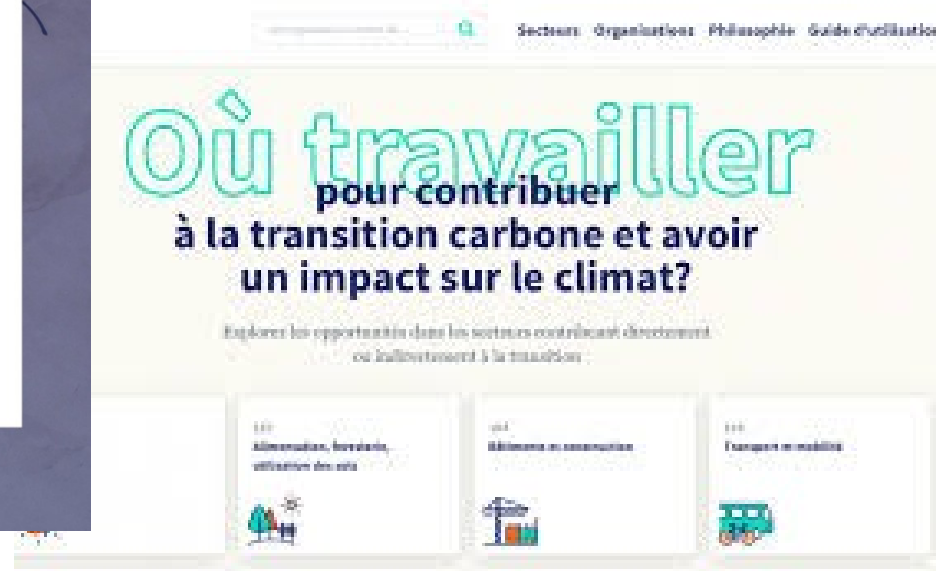 Secteurs Organisations Philosophie Guide d'utilisation
Où travailler
pour contribuer
à la transition carbone et avoir
un impact sur le climat?
Explorer les opportunités dans les secteurs contribuant directement
ou indirectement à la transition
Alimentation, foresterie,
utilisation des sols
Bâtiments et construction
Transport et mobilité